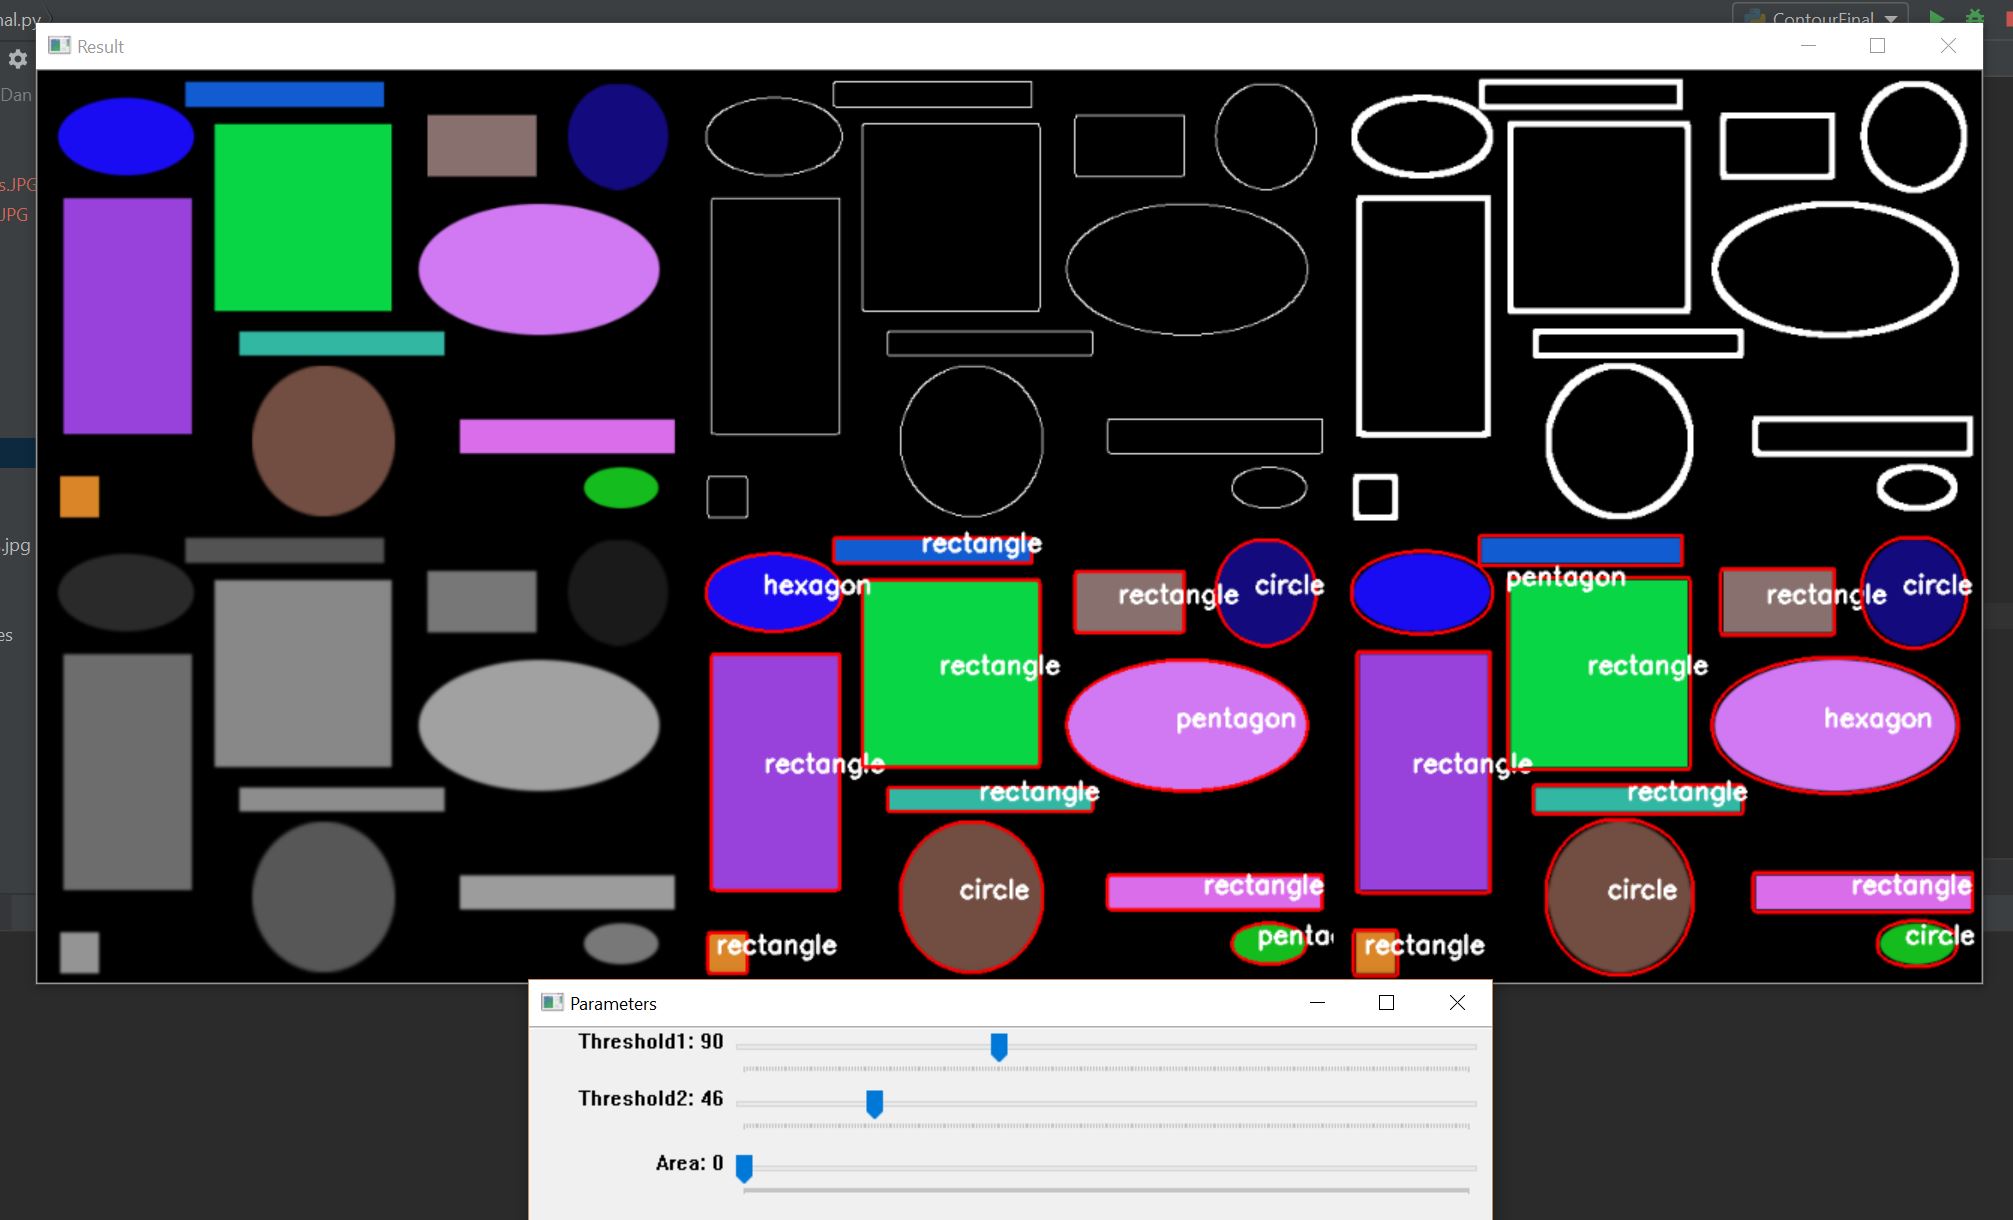 nal.py
ContourFinal
Result
Dan
s.JPG
JPG
.jpg
es
rectangle
hexagon
rectangle
circle
rectangle
pentagon
rectangle
rectangle
circle
rectangle
rectangle
penta
pentagon
rectangle
circle
rectangle
hexagon
rectangle
rectangle
circle
rectangle
rectangle
circle
Parameters
Threshold1: 90
Threshold2: 46
Area: 0